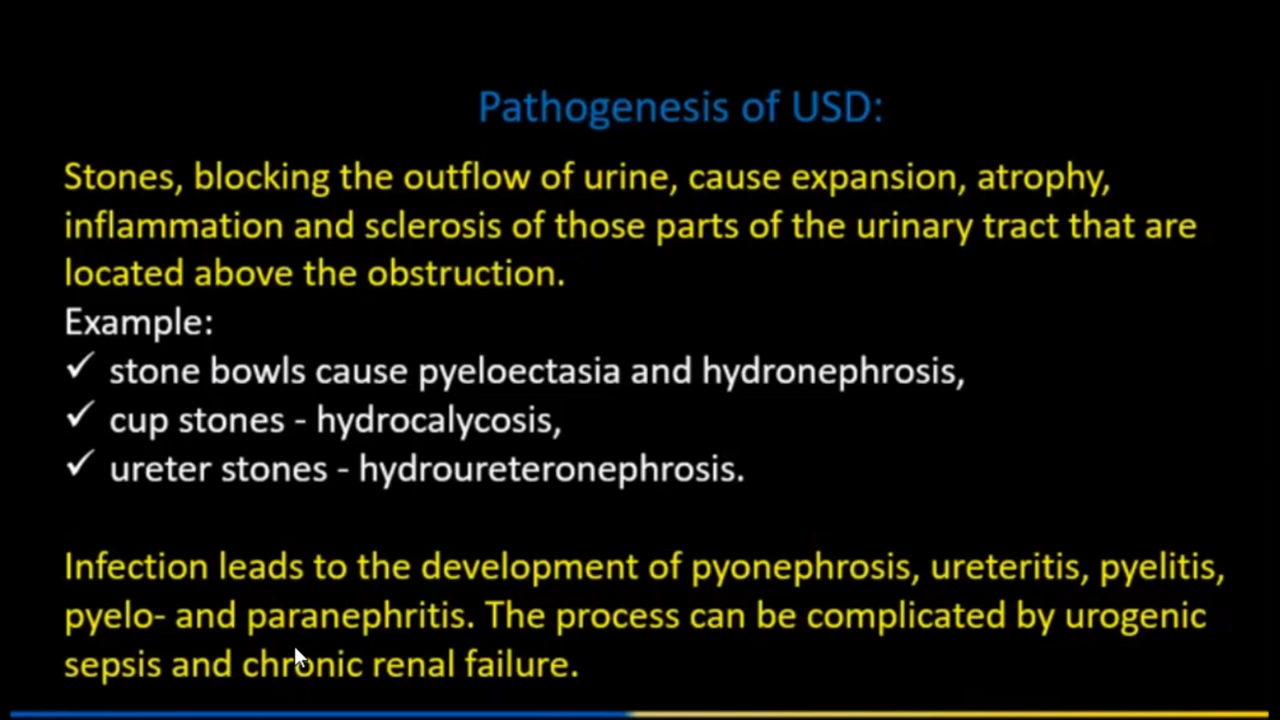 Pathogenesis of USD:
Stones, blocking the outflow of urine, cause expansion, atrophy,
inflammation and sclerosis of those parts of the urinary tract that are
located above the obstruction.
Example:
✓ stone bowls cause pyeloectasia and hydronephrosis,
✓ cup stones - hydrocalycosis,
✓ ureter stones - hydroureteronephrosis.
Infection leads to the development of pyonephrosis, ureteritis, pyelitis,
pyelo- and paranephritis. The process can be complicated by urogenic
sepsis and chronic renal failure.